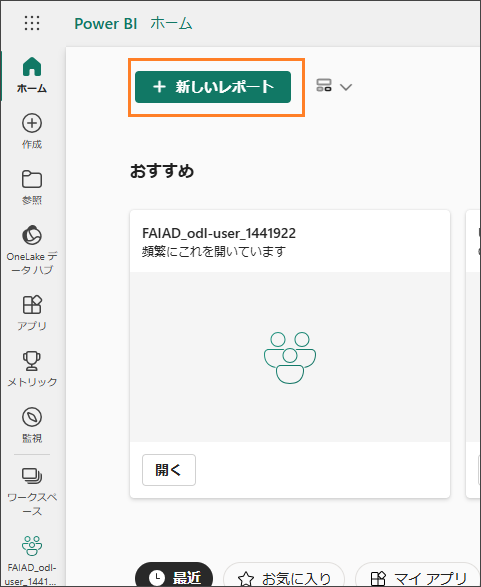 Power BI ホーム
ホーム
作成
参照
OneLake デ
ータ ハブ
アプリ
メトリック
監視
ワークスペ
ース
FAIAD_odl-
user_1441...
+ 新しいレポート
おすすめ
FAIAD_odl-user_1441922
頻繁にこれを開いています
開く
最近
お気に入り
マイ アプリ